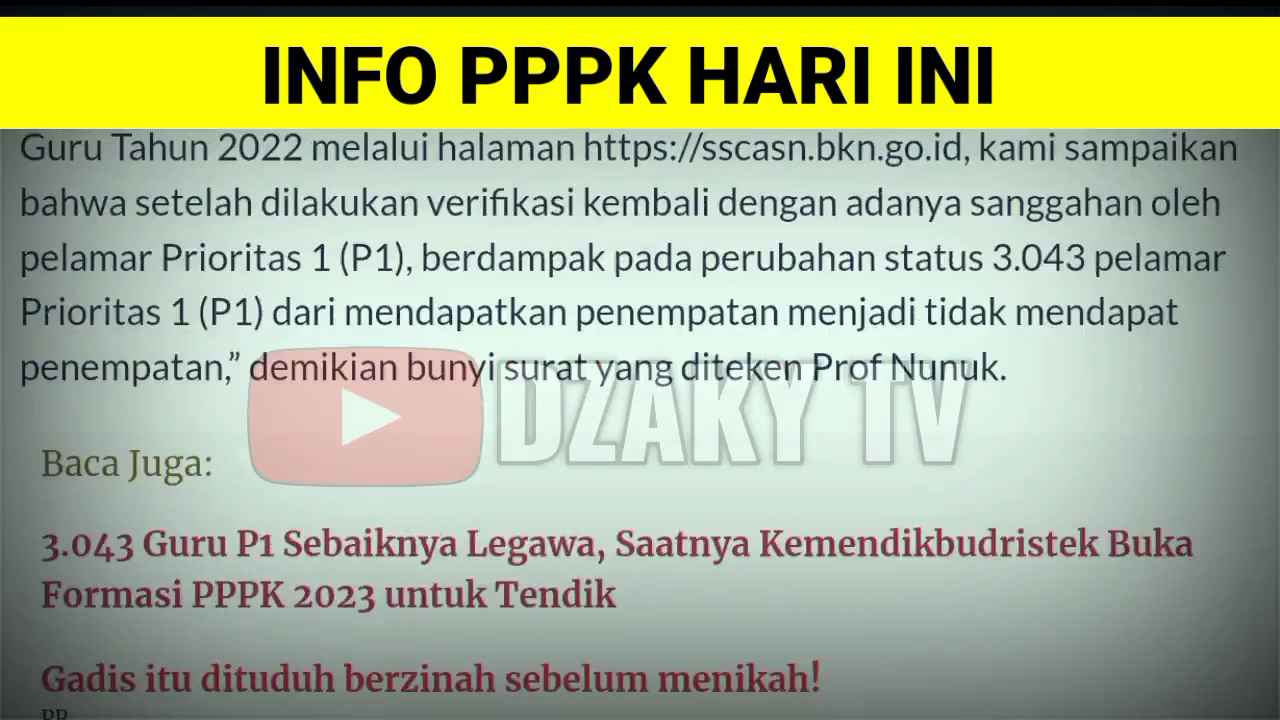 INFO PPPK HARI INI
Guru Tahun 2022 melalui halaman https://sscasn.bkn.go.id, kami sampaikan
bahwa setelah dilakukan verifikasi kembali dengan adanya sanggahan oleh
pelamar Prioritas 1 (P1), berdampak pada perubahan status 3.043 pelamar
Prioritas 1 (P1) dari mendapatkan penempatan menjadi tidak mendapat
penempatan,” demikian bunyi surat yang diteken Prof Nunuk.
DZAKY TV
Baca Juga:
3.043 Guru P1 Sebaiknya Legawa, Saatnya Kemendikbudristek Buka
Formasi PPPK 2023 untuk Tendik
Gadis itu dituduh berzinah sebelum menikah!